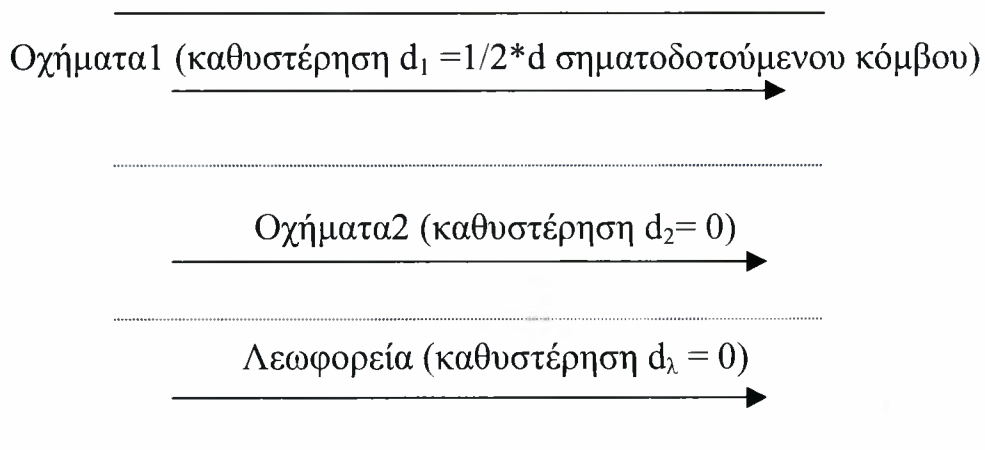 Οχήματα1 (καθυστέρηση d₁ =1/2*d σηματοδοτούμενου κόμβου)
Οχήματα2 (καθυστέρηση d₂= 0)
Λεωφορεία (καθυστέρηση dλ = 0)